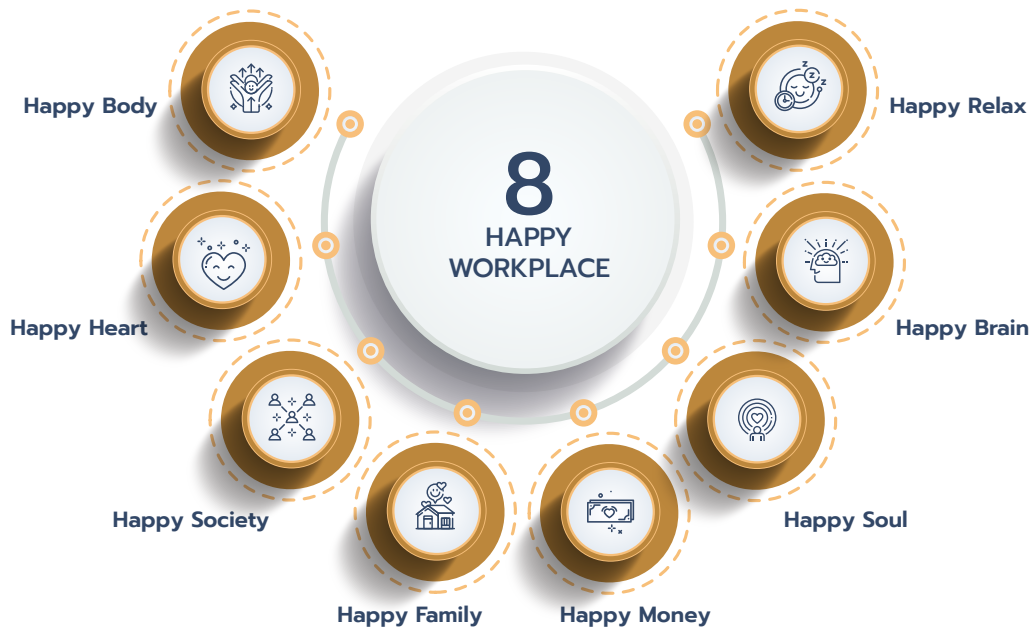 8
HAPPY
WORKPLACE
Happy Body
Happy Heart
Happy Society
Happy Family
Happy Money
Happy Soul
Happy Brain
Happy Relax
z
z
z
z